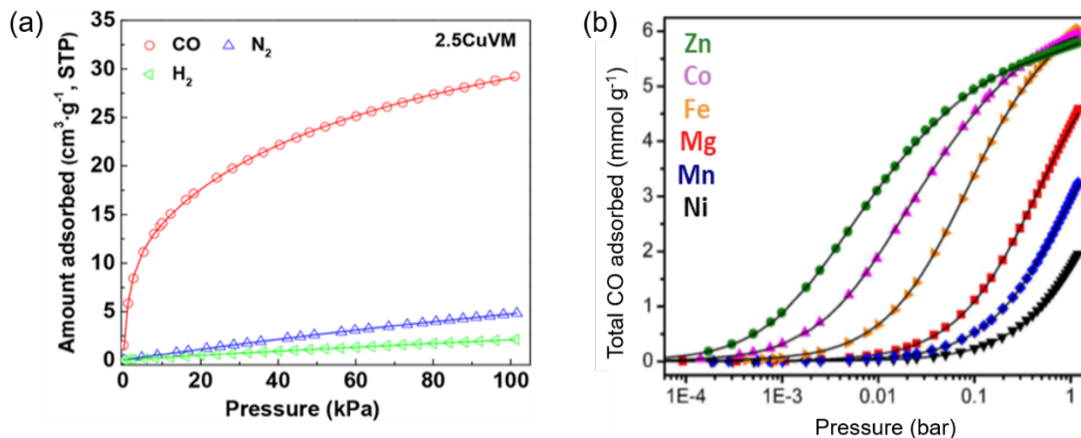 (a)
35
30
25
20
15
10
5
0
Amount adsorbed (cm³·g⁻¹, STP)
CO
N₂
H₂
2.5CuVM
0
20
40
60
80
100
Pressure (kPa)
(b)
6
5
4
3
2
1
0
Total CO adsorbed (mmol g⁻¹)
Zn
Co
Fe
Mg
Mn
Ni
1E-4
1E-3
0.01
0.1
1
Pressure (bar)